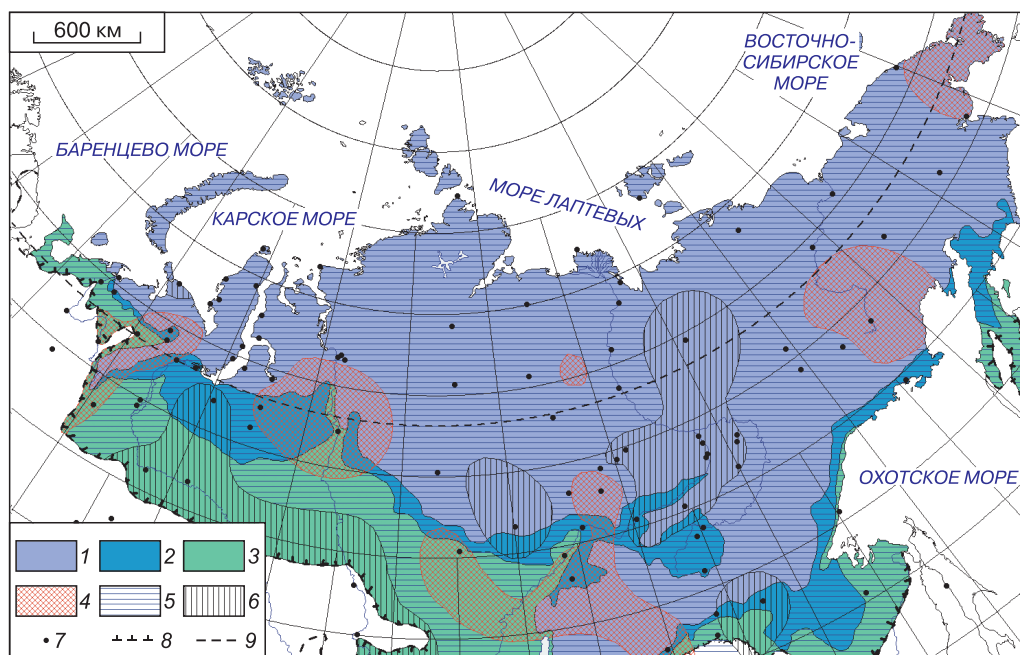 600 км
ВОСТОЧНО-
СИБИРСКОЕ
МОРЕ
БАРЕНЦЕВО МОРЕ
МОРЕ ЛАПТЕВЫХ
КАРСКОЕ МОРЕ
ОХОТСКОЕ МОРЕ
1 2 3
4 5 6
7 8 9